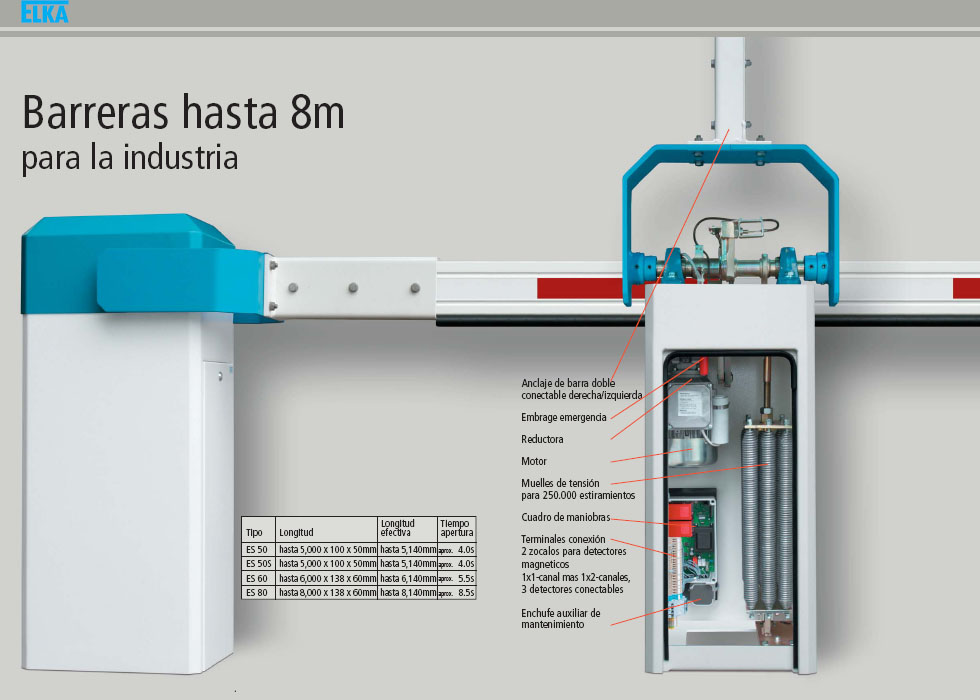 ELKA
Barreras hasta 8m
para la industria
Anclaje de barra doble
conectable derecha/izquierda
Embrage emergencia
Reductora
Motor
Muelles de tensión
para 250.000 estiramientos
Cuadro de maniobras
Terminales conexión
2 zocalos para detectores
magneticos
1x1-canal mas 1x2-canales,
3 detectores conectables
Enchufe auxiliar de
mantenimiento
Tipo Longitud Longitud efectiva Tiempo apertura
ES 50 hasta 5,000 x 100 x 50mm hasta 5,140mm aprox. 4.0s
ES 50S hasta 5,000 x 100 x 50mm hasta 5,140mm aprox. 4.0s
ES 60 hasta 6,000 x 138 x 60mm hasta 6,140mm aprox. 5.5s
ES 80 hasta 8,000 x 138 x 60mm hasta 8,140mm aprox. 8.5s